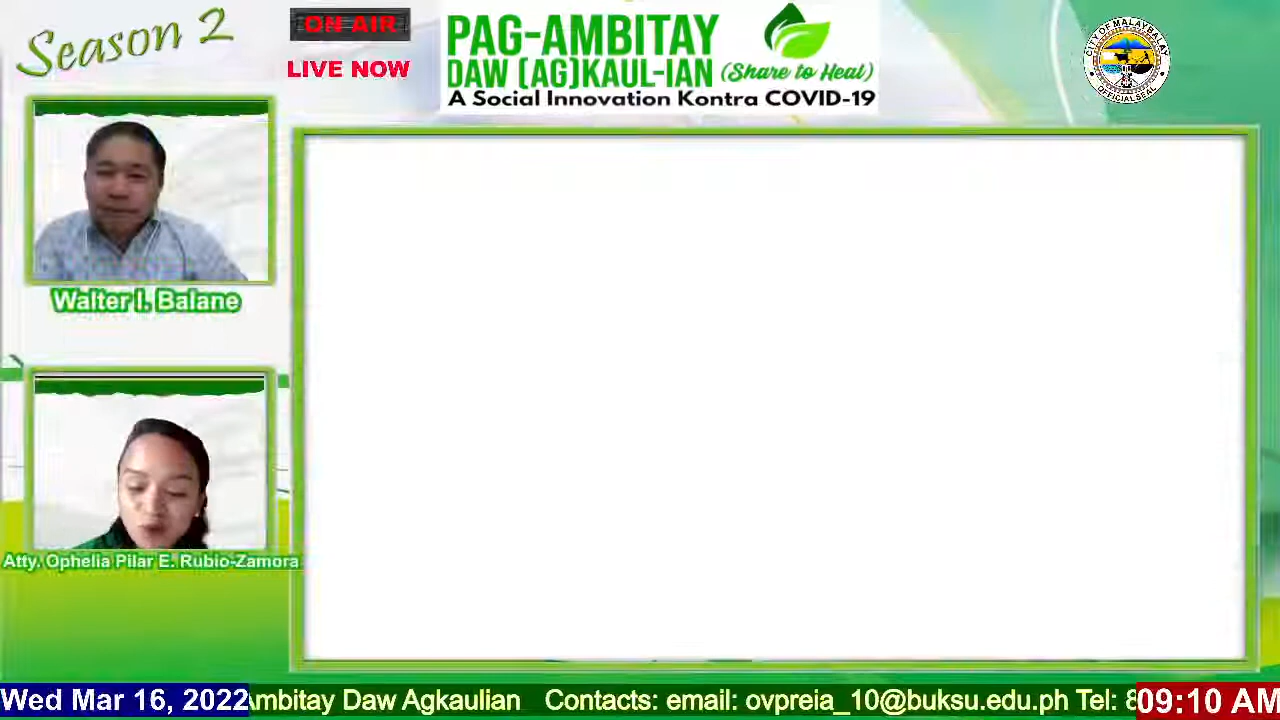 Season 2
ON AIR
LIVE NOW
PAG-AMBITAY
DAW (AG)KAUL-IAN (Share to Heal)
A Social Innovation Kontra COVID-19
Walter I. Balane
Atty. Ophelia Pilar E. Rubio-Zamora
Wed Mar 16, 2022 Ambitay Daw Agkaulian Contacts: email: ovpreia_10@buksu.edu.ph Tel: 8 09:10 AM